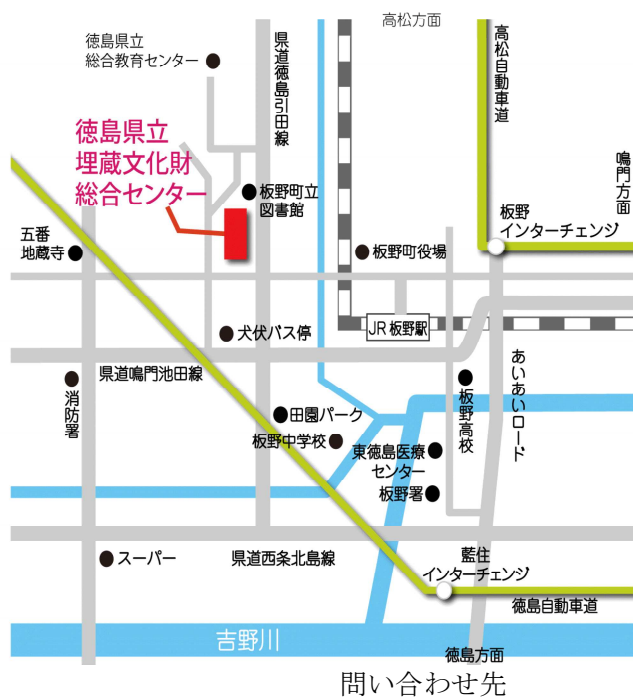 高松方面
徳島県立
総合教育センター
県道徳島引田線
高松自動車道
鳴門方面
徳島県立
埋蔵文化財
総合センター
板野町立
図書館
板野
インターチェンジ
五番
地蔵寺
板野町役場
JR板野駅
犬伏バス停
県道鳴門池田線
消防署
あいあいロード
板野高校
田園パーク
板野中学校
東徳島医療
センター
板野署
スーパー
県道西条北島線
藍住
インターチェンジ
徳島自動車道
吉野川
徳島方面
問い合わせ先